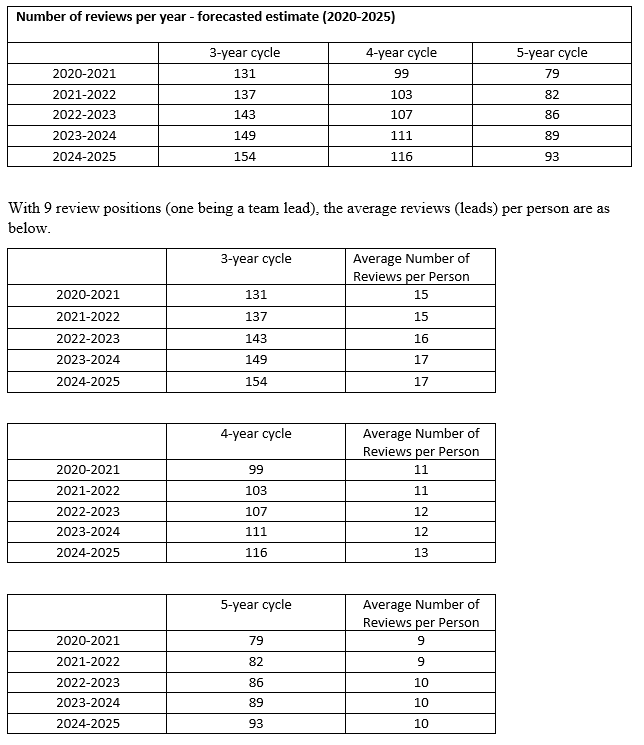 Number of reviews per year - forecasted estimate (2020-2025)
3-year cycle 4-year cycle 5-year cycle
2020-2021 131 99 79
2021-2022 137 103 82
2022-2023 143 107 86
2023-2024 149 111 89
2024-2025 154 116 93
With 9 review positions (one being a team lead), the average reviews (leads) per person are as
below.
3-year cycle Average Number of
Reviews per Person
2020-2021 131 15
2021-2022 137 15
2022-2023 143 16
2023-2024 149 17
2024-2025 154 17
4-year cycle Average Number of
Reviews per Person
2020-2021 99 11
2021-2022 103 11
2022-2023 107 12
2023-2024 111 12
2024-2025 116 13
5-year cycle Average Number of
Reviews per Person
2020-2021 79 9
2021-2022 82 9
2022-2023 86 10
2023-2024 89 10
2024-2025 93 10